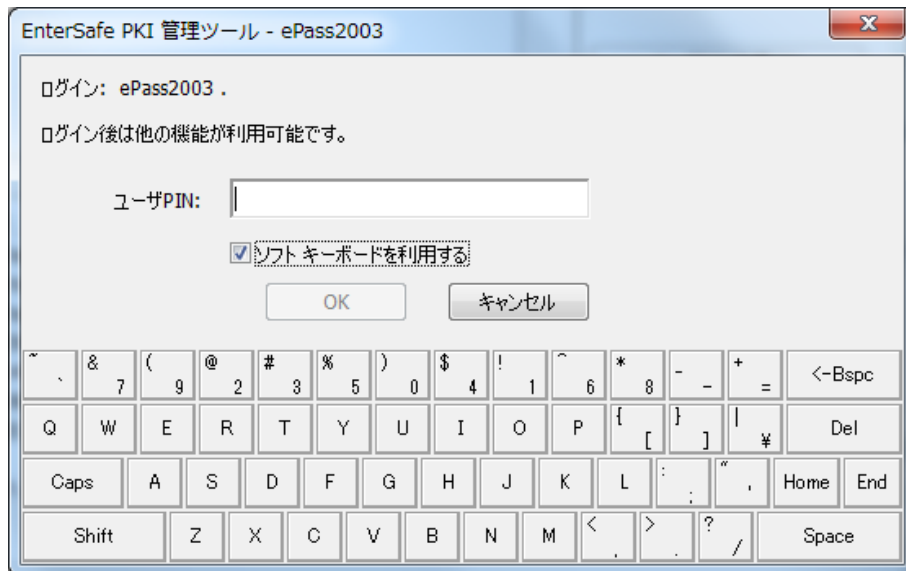 EnterSafe PKI 管理ツール - ePass2003
ログイン: ePass2003 .
ログイン後は他の機能が利用可能です。
ユーザPIN:
ソフト キーボードを利用する
OK キャンセル
~ ` & 7 ( 9 @ 2 # 3 % 5 ) 0 $ 4 ! 1 ^ 6 * 8 - - + = <-Bspc
Q W E R T Y U I O P { [ } ] | ¥ Del
Caps A S D F G H J K L : ; " ' Home End
Shift Z X C V B N M < , > . ? / Space